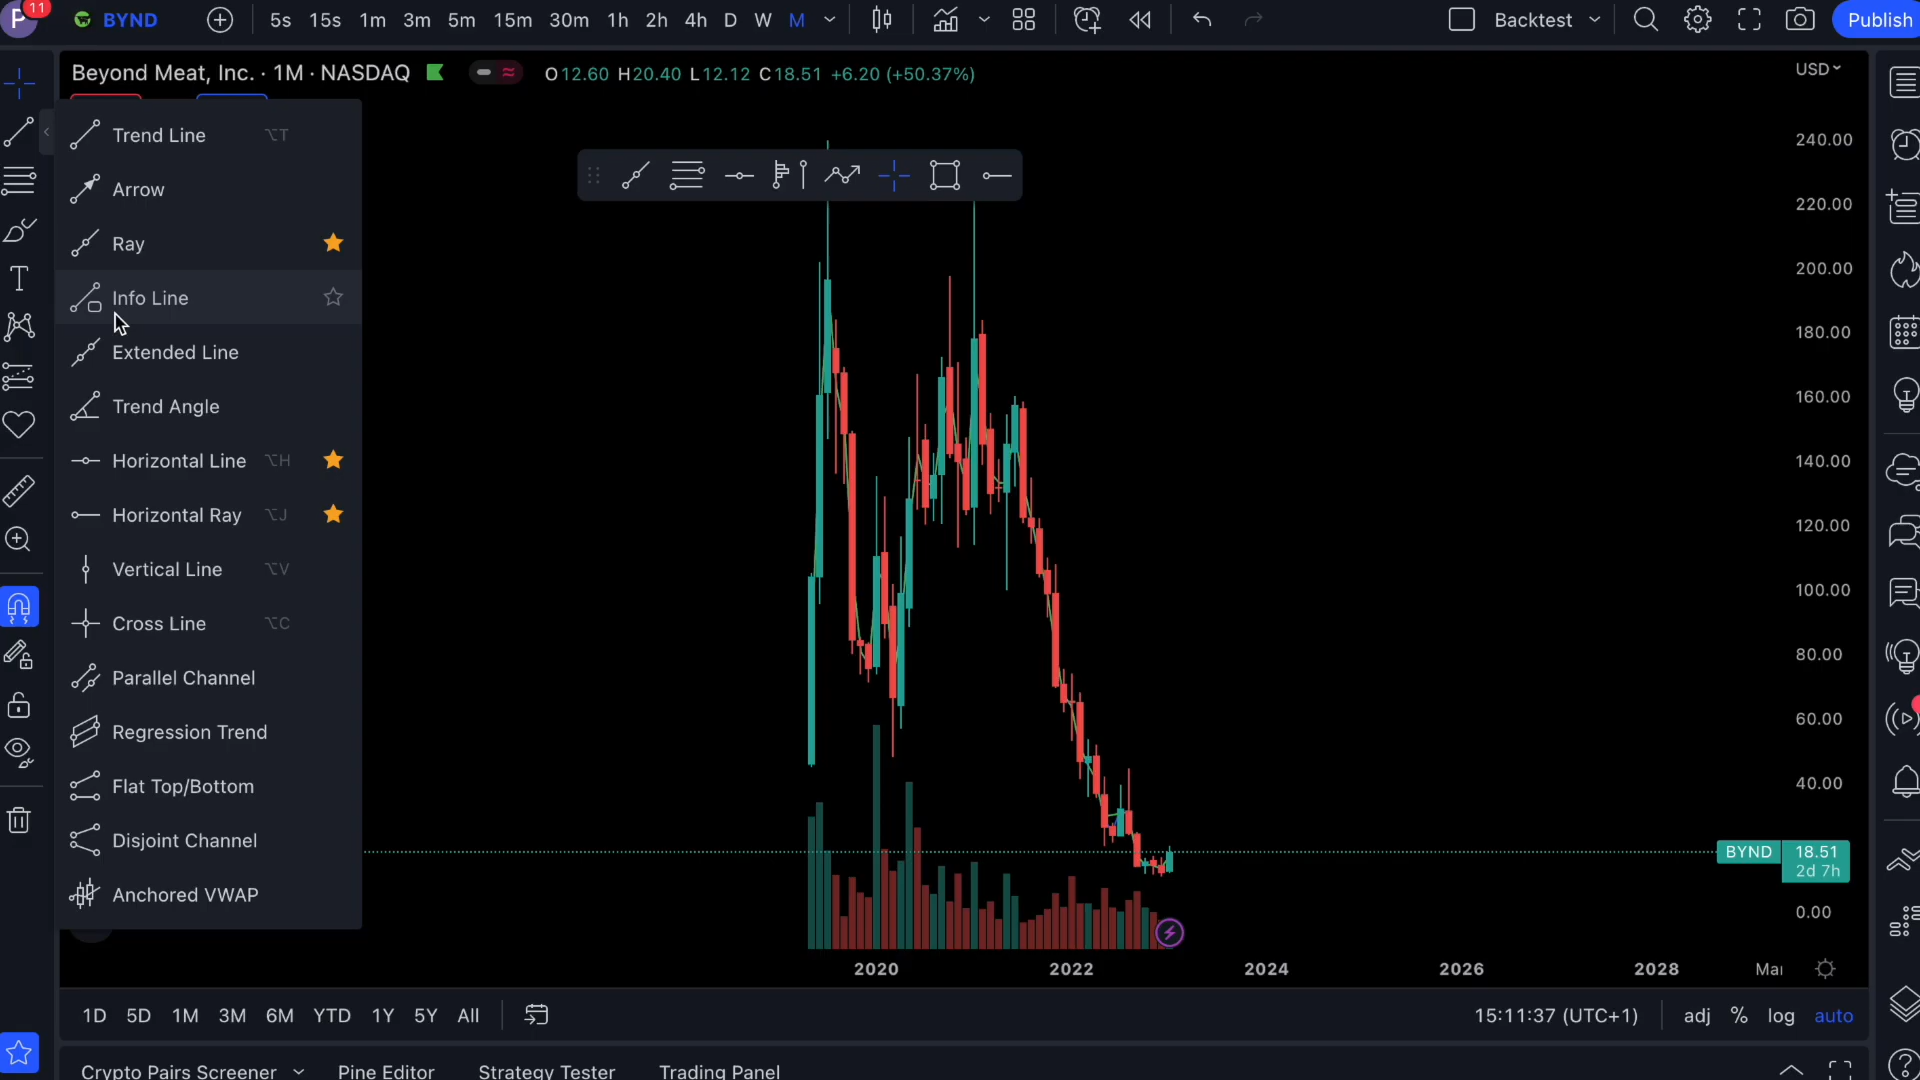 P 11 BYND 5s 15s 1m 3m 5m 15m 30m 1h 2h 4h D W M Backtest Publish
Beyond Meat, Inc. · 1M · NASDAQ O12.60 H20.40 L12.12 C18.51 +6.20 (+50.37%) USD
Trend Line ⌥T
Arrow
Ray
Info Line
Extended Line
Trend Angle
Horizontal Line ⌥H
Horizontal Ray ⌥J
Vertical Line ⌥V
Cross Line ⌥C
Parallel Channel
Regression Trend
Flat Top/Bottom
Disjoint Channel
Anchored VWAP
240.00
220.00
200.00
180.00
160.00
140.00
120.00
100.00
80.00
60.00
40.00
BYND 18.51
2d 7h
0.00
2020 2022 2024 2026 2028 Mai
1D 5D 1M 3M 6M YTD 1Y 5Y All 15:11:37 (UTC+1) adj % log auto
Crypto Pairs Screener Pine Editor Strategy Tester Trading Panel